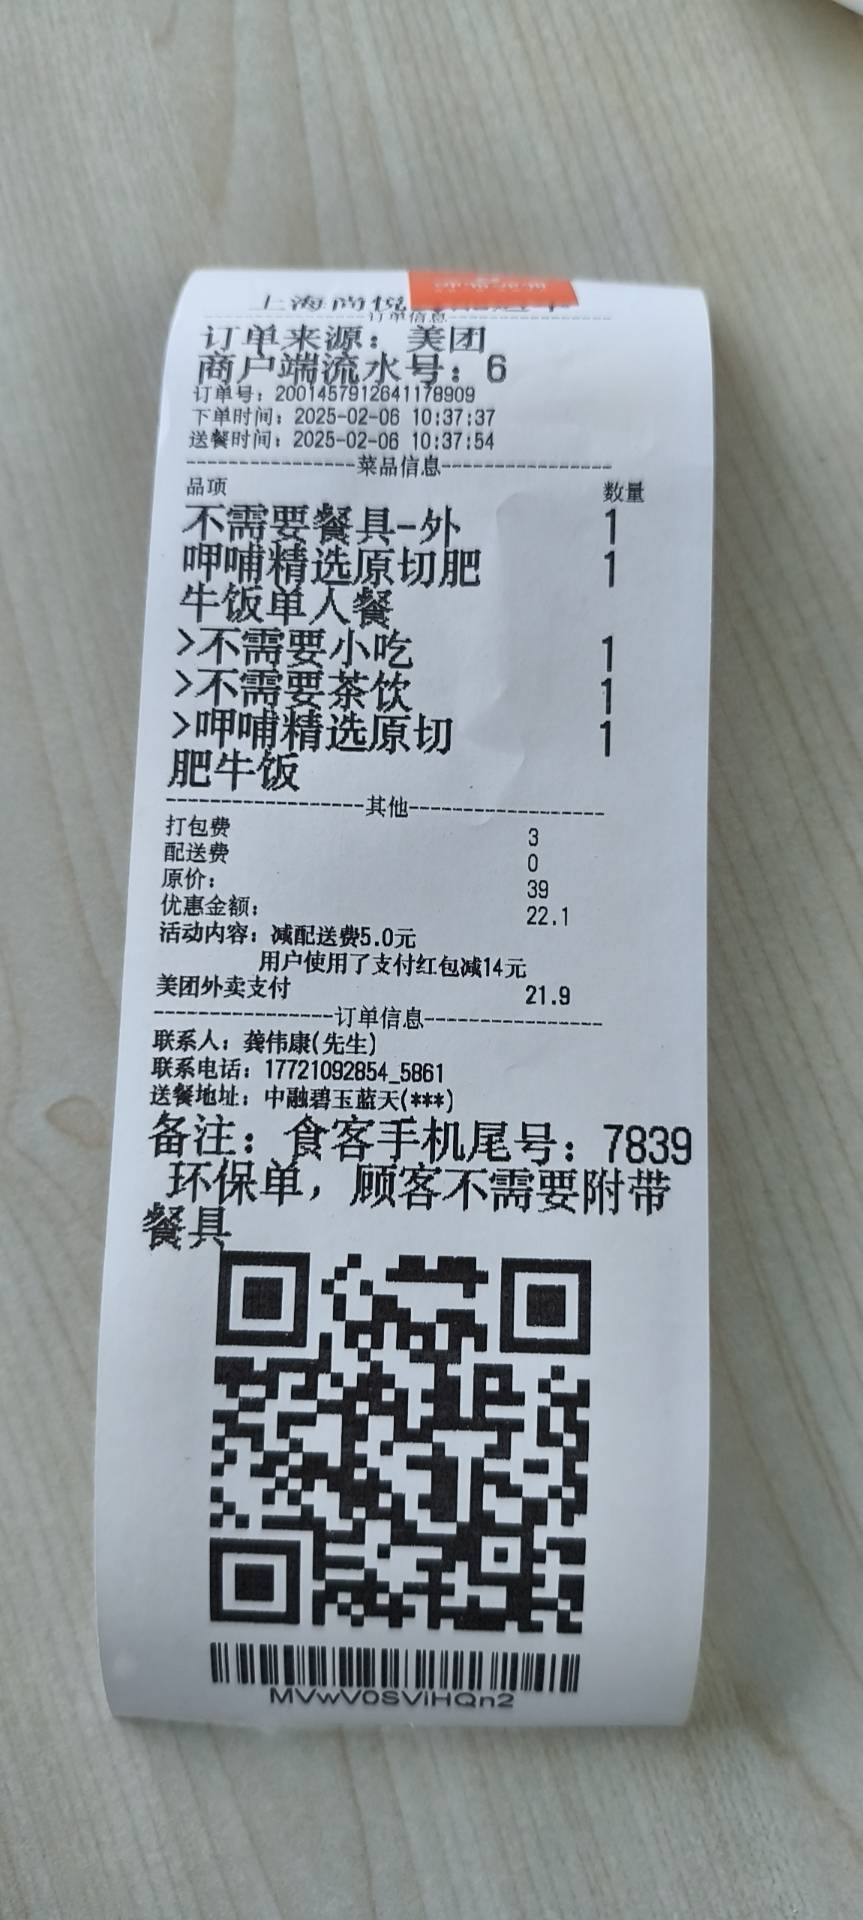 上海尚悦
订单信息
订单来源：美团
商户端流水号：6
订单号：2001457912641178909
下单时间：2025-02-06 10:37:37
送餐时间：2025-02-06 10:37:54
菜品信息
品项 数量
不需要餐具-外 1
呷哺精选原切肥 1
牛饭单人餐
>不需要小吃 1
>不需要茶饮 1
>呷哺精选原切 1
肥牛饭
其他
打包费 3
配送费 0
原价： 39
优惠金额： 22.1
活动内容：减配送费5.0元
用户使用了支付红包减14元
美团外卖支付 21.9
订单信息
联系人：龚伟康(先生)
联系电话：17721092854_5861
送餐地址：中融碧玉蓝天(***)
备注：食客手机尾号：7839
环保单，顾客不需要附带
餐具
MVwV0SViHQn2